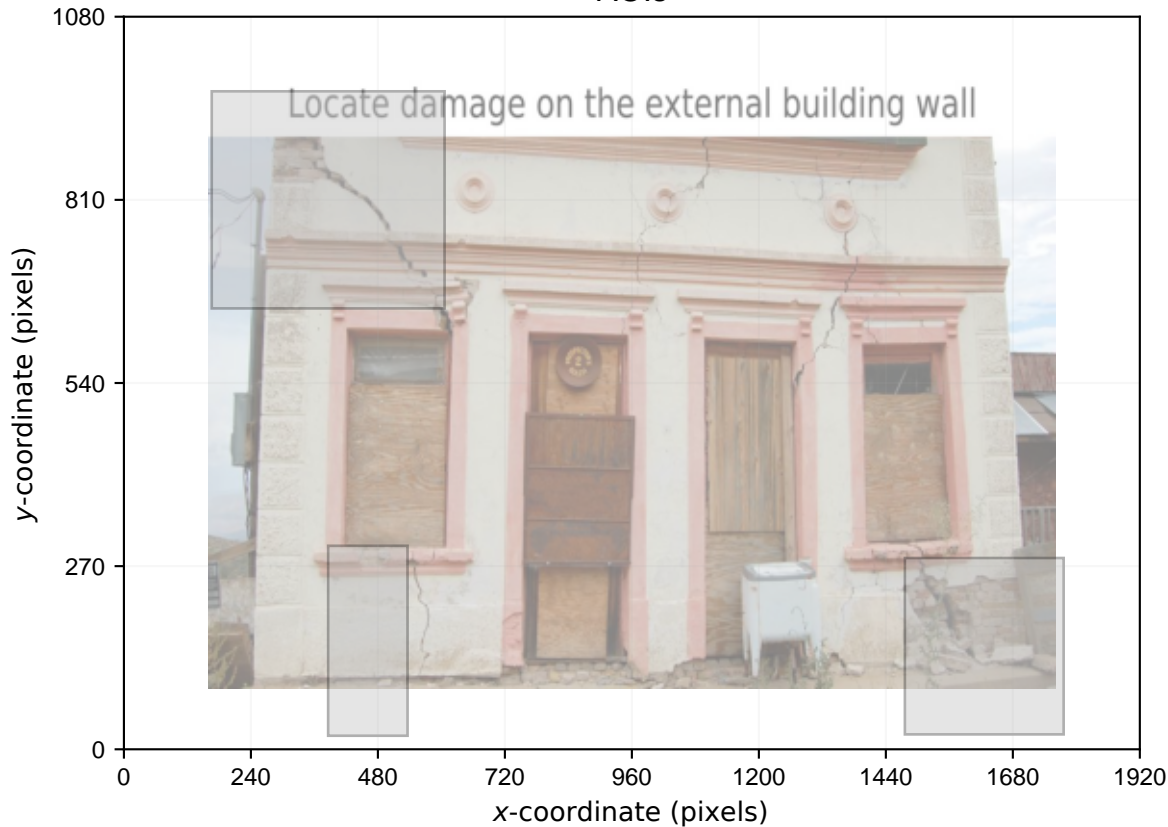 Locate damage on the external building wall
1080
810
540
270
0
0 240 480 720 960 1200 1440 1680 1920
x-coordinate (pixels)
y-coordinate (pixels)